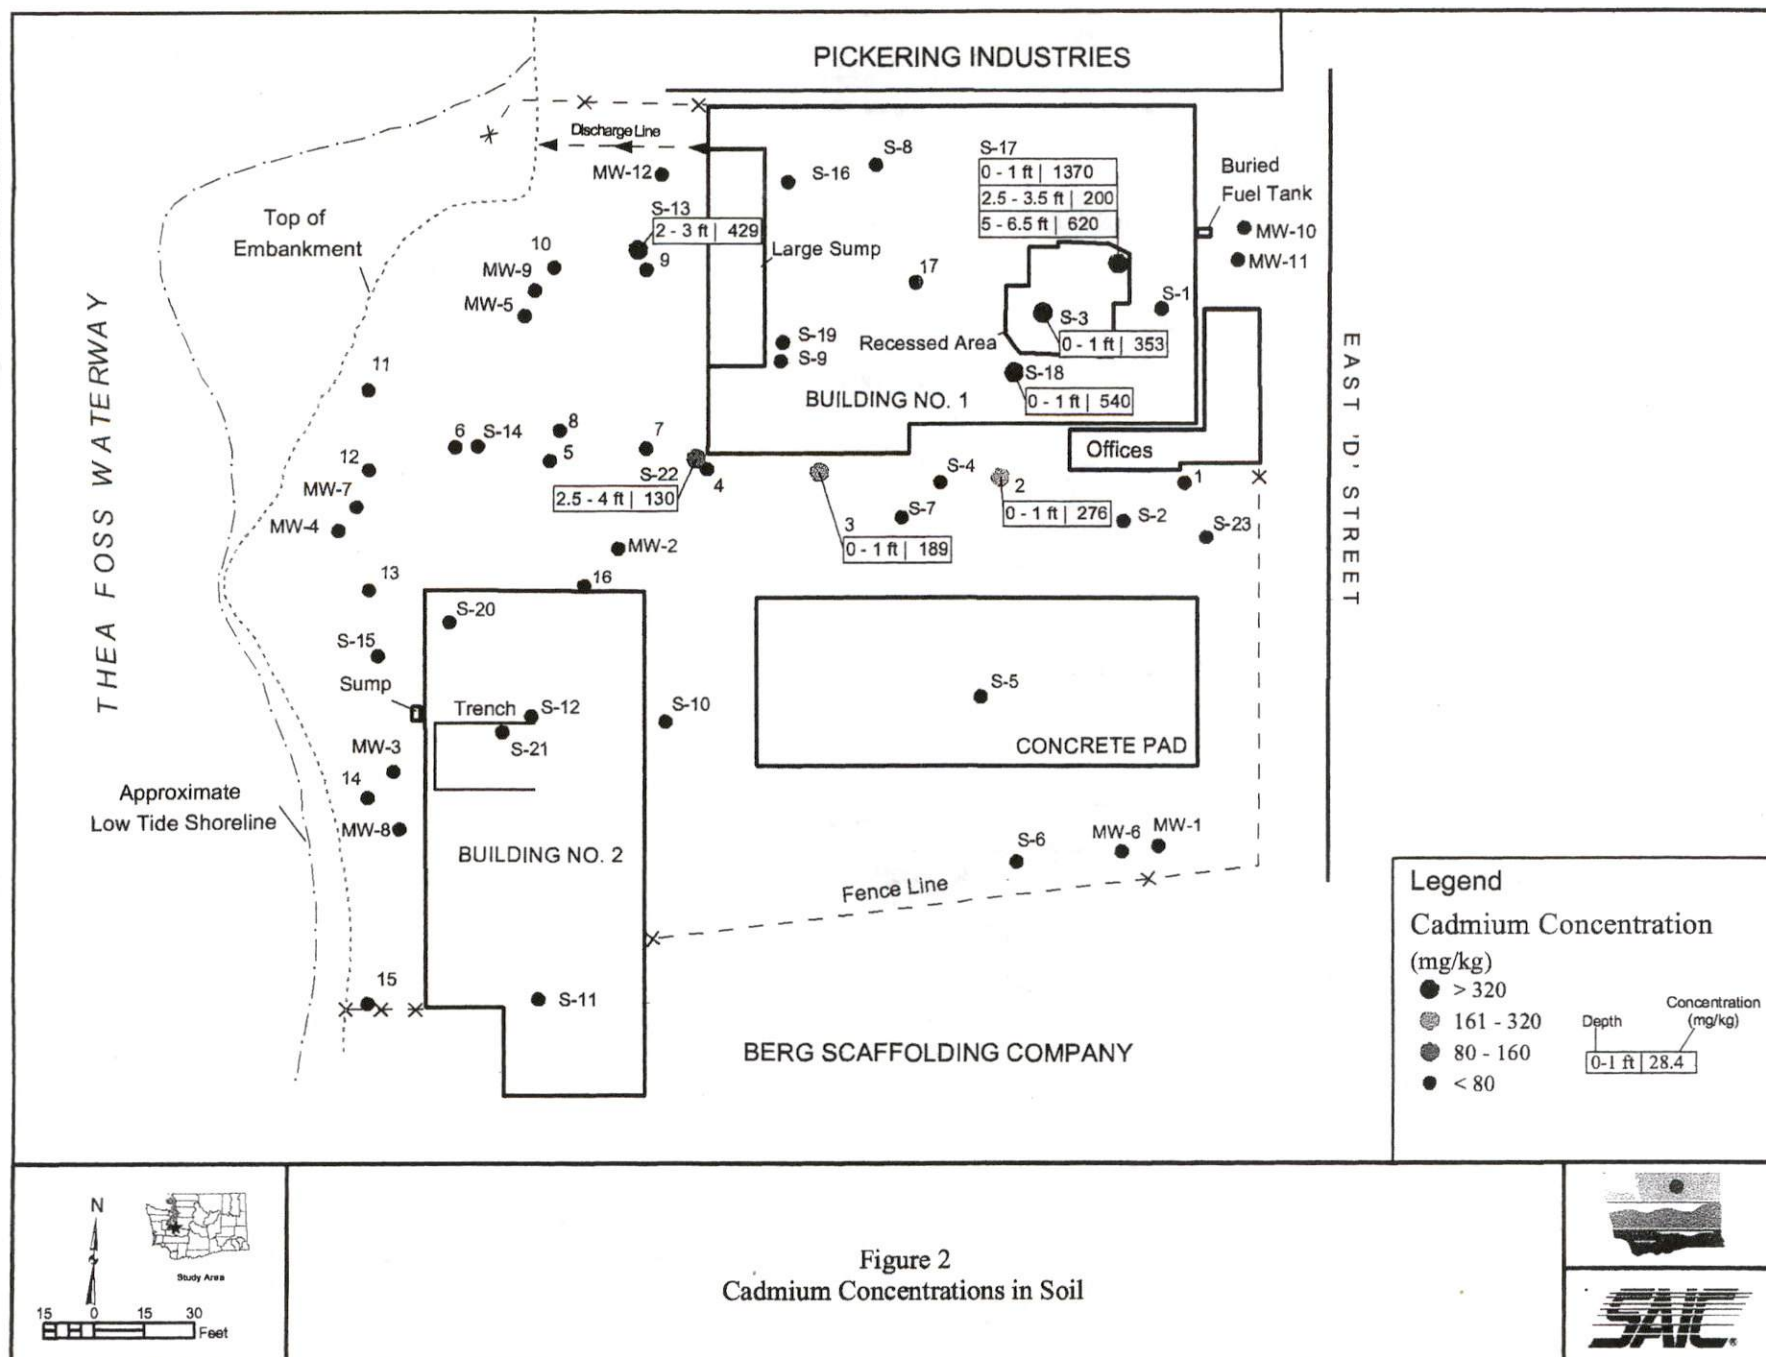 PICKERING INDUSTRIES
Discharge Line
MW-12
S-16
S-8
S-17
0 - 1 ft | 1370
2.5 - 3.5 ft | 200
5 - 6.5 ft | 620
Buried
Fuel Tank
MW-10
MW-11
Top of
Embankment
S-13
2 - 3 ft | 429
Large Sump
10
9
MW-9
MW-5
17
S-1
S-3
0 - 1 ft | 353
Recessed Area
S-19
S-9
S-18
0 - 1 ft | 540
BUILDING NO. 1
Offices
EAST 'D' STREET
THEA FOSS WATERWAY
11
6
S-14
8
5
7
S-22
2.5 - 4 ft | 130
4
3
0 - 1 ft | 189
S-4
S-7
2
0 - 1 ft | 276
1
S-2
S-23
12
MW-7
MW-4
MW-2
16
13
S-20
S-15
Sump
Trench
S-12
S-21
S-10
S-5
CONCRETE PAD
MW-3
14
MW-8
Approximate
Low Tide Shoreline
BUILDING NO. 2
S-6
MW-6
MW-1
Fence Line
15
S-11
BERG SCAFFOLDING COMPANY
Legend
Cadmium Concentration
(mg/kg)
> 320
161 - 320
80 - 160
< 80
Depth
Concentration
(mg/kg)
0-1 ft | 28.4
N
Study Area
15 0 15 30
Feet
Figure 2
Cadmium Concentrations in Soil
SAIC